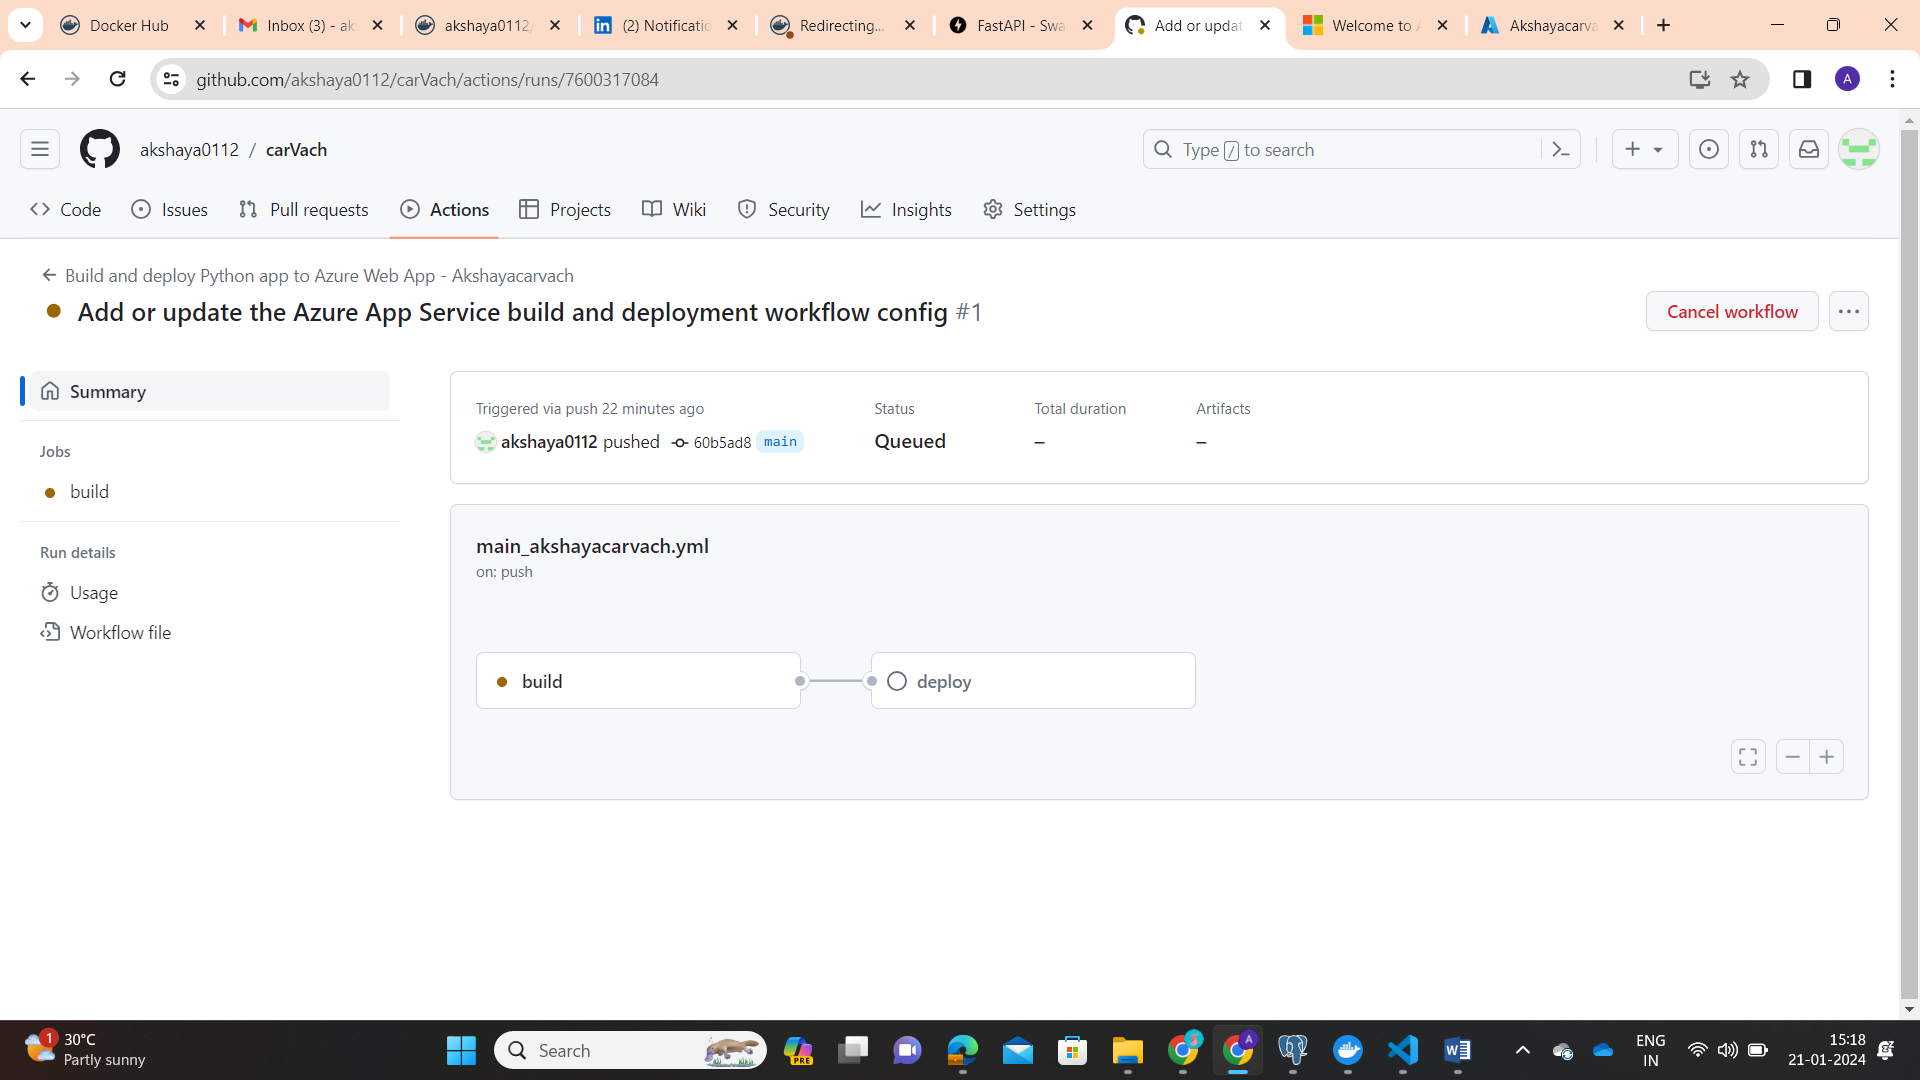 Docker Hub
Inbox (3) - ak
akshaya0112/
(2) Notificatio
Redirecting...
FastAPI - Swa
Add or updat
Welcome to A
Akshayacarva
github.com/akshaya0112/carVach/actions/runs/7600317084
A
akshaya0112 / carVach
Type / to search
Code
Issues
Pull requests
Actions
Projects
Wiki
Security
Insights
Settings
Build and deploy Python app to Azure Web App - Akshayacarvach
Add or update the Azure App Service build and deployment workflow config #1
Cancel workflow
Summary
Jobs
build
Run details
Usage
Workflow file
Triggered via push 22 minutes ago
akshaya0112 pushed 60b5ad8 main
Status
Queued
Total duration
–
Artifacts
–
main_akshayacarvach.yml
on: push
build
deploy
1
30°C
Partly sunny
Search
PRE
S
A
ENG
IN
15:18
21-01-2024